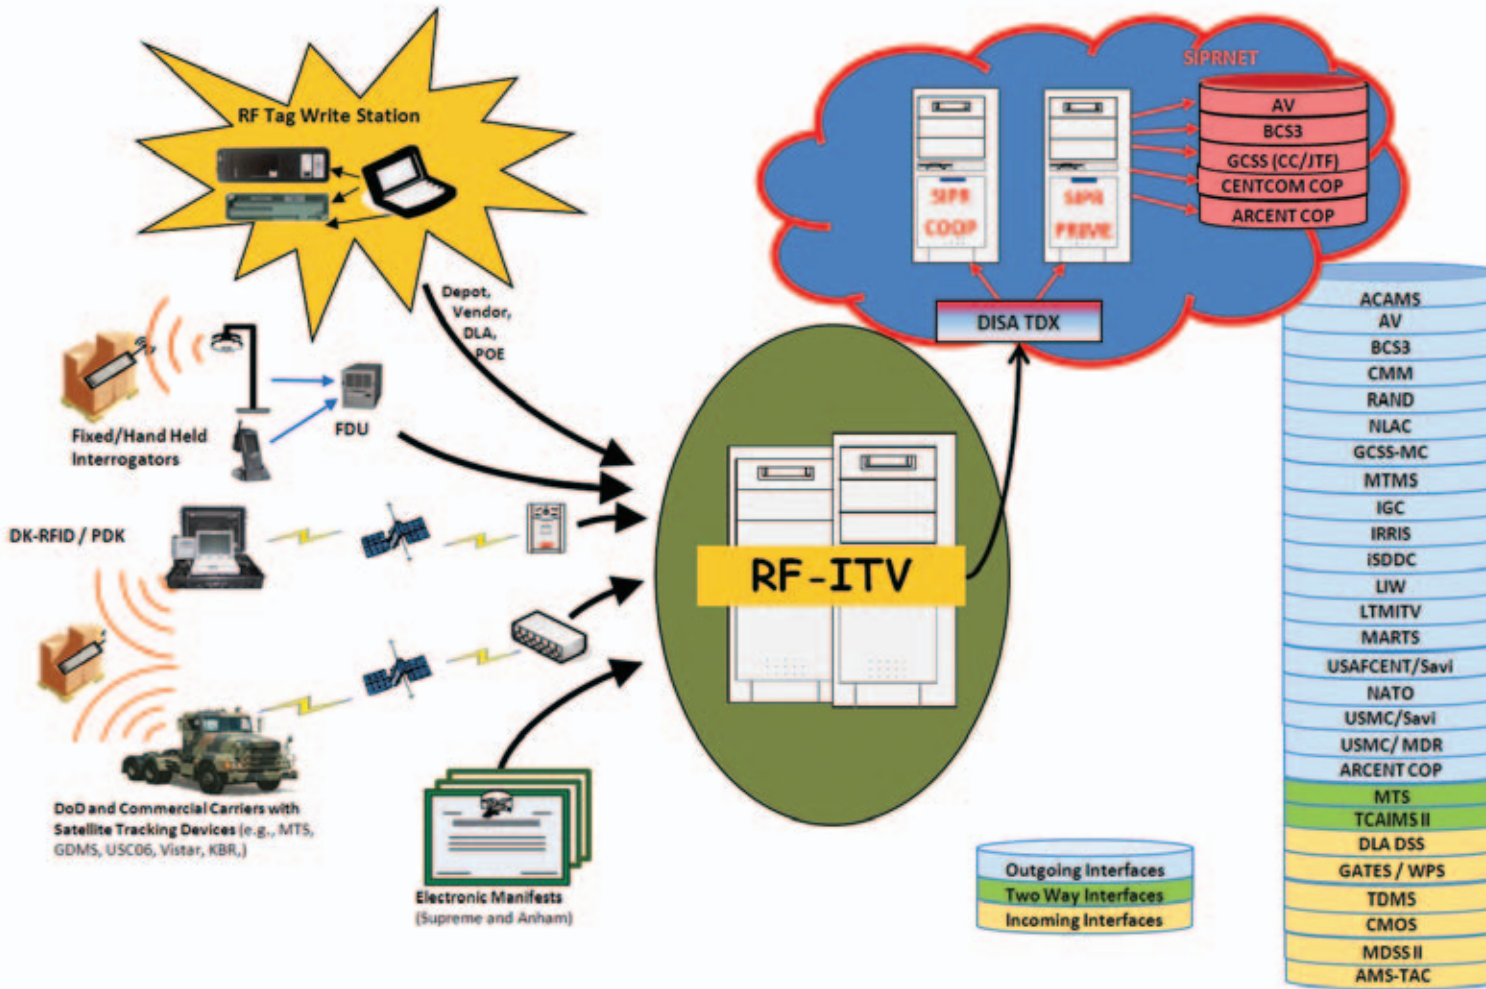 RF Tag Write Station
Depot,
Vendor,
DLA,
POE
Fixed/Hand Held
Interrogators
FDU
DK-RFID / PDK
DoD and Commercial Carriers with
Satellite Tracking Devices (e.g., MTS,
GDMS, USC06, Vistar, KBR,)
Electronic Manifests
(Supreme and Anham)
RF-ITV
SIPRNET
SIPR
COOP
SIPR
PRIME
AV
BCS3
GCSS (CC/JTF)
CENTCOM COP
ARCENT COP
DISA TDX
Outgoing Interfaces
Two Way Interfaces
Incoming Interfaces
ACAMS
AV
BCS3
CMM
RAND
NLAC
GCSS-MC
MTMS
IGC
IRRIS
iSDDC
LIW
LTMITV
MARTS
USAFCENT/Savi
NATO
USMC/Savi
USMC/ MDR
ARCENT COP
MTS
TCAIMS II
DLA DSS
GATES / WPS
TDMS
CMOS
MDSS II
AMS-TAC